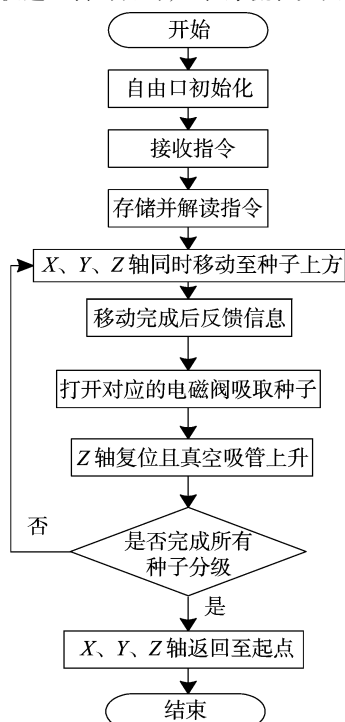 开始
自由口初始化
接收指令
存储并解读指令
X、Y、Z 轴同时移动至种子上方
移动完成后反馈信息
打开对应的电磁阀吸取种子
Z 轴复位且真空吸管上升
否
是否完成所有
种子分级
是
X、Y、Z 轴返回至起点
结束